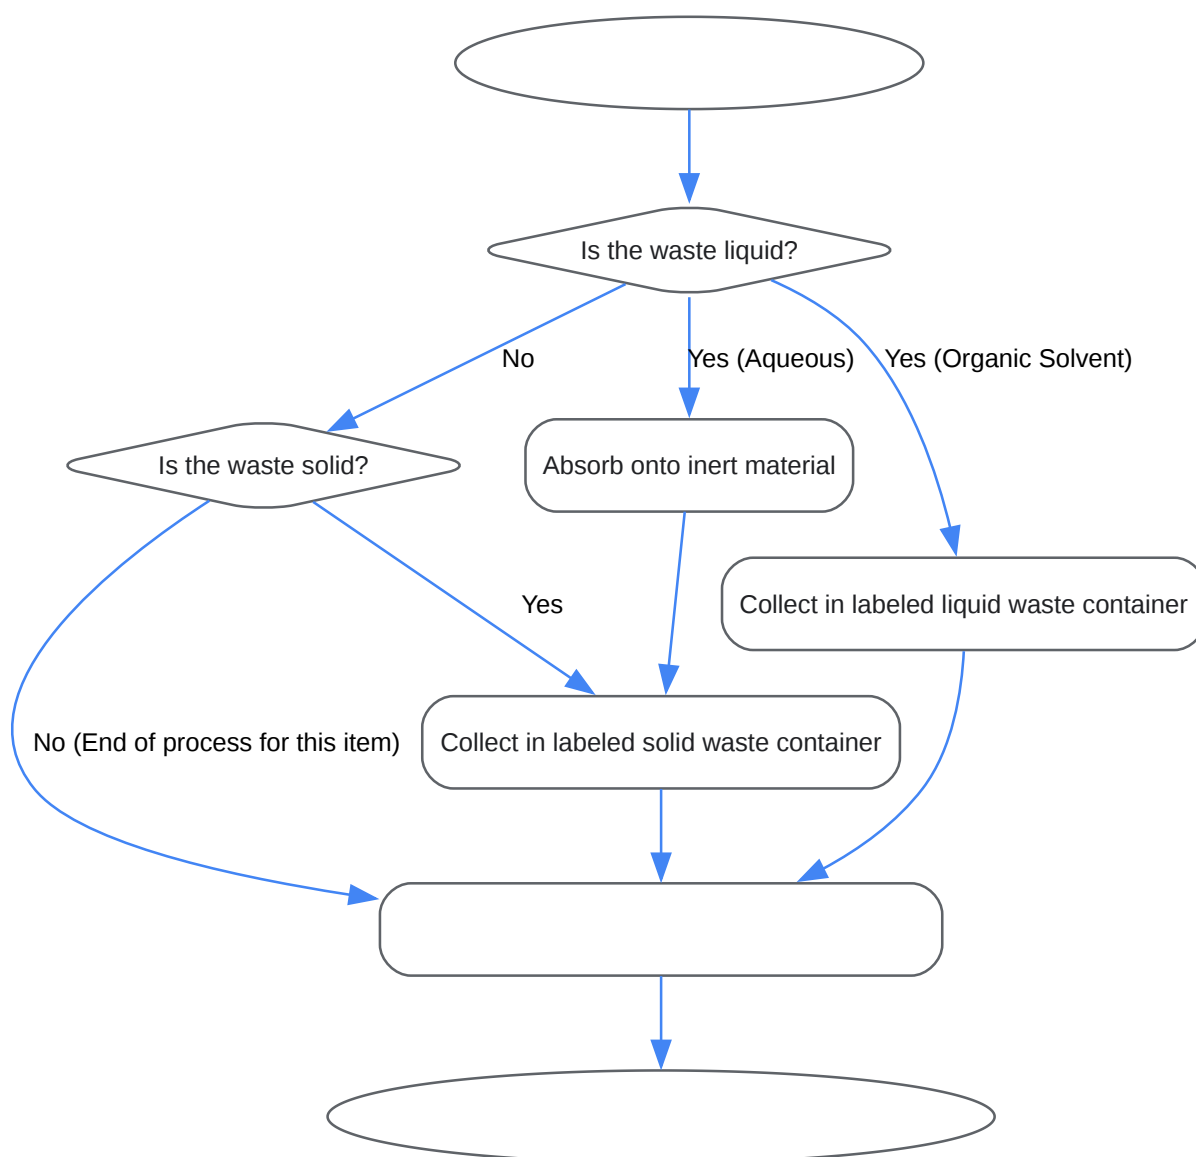 Is the waste liquid?
No
Yes (Aqueous)
Yes (Organic Solvent)
Is the waste solid?
Absorb onto inert material
Yes
Collect in labeled liquid waste container
No (End of process for this item)
Collect in labeled solid waste container